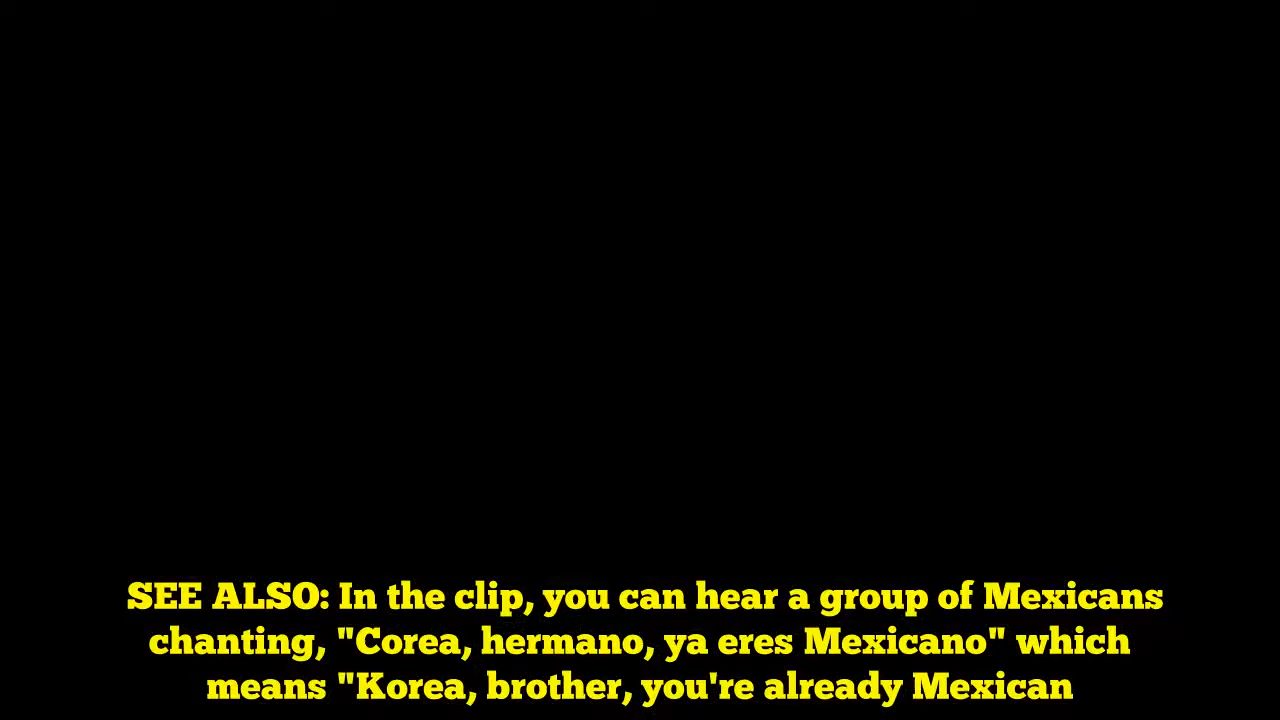 SEE ALSO: In the clip, you can hear a group of Mexicans
chanting, "Corea, hermano, ya eres Mexicano" which
means "Korea, brother, you're already Mexican